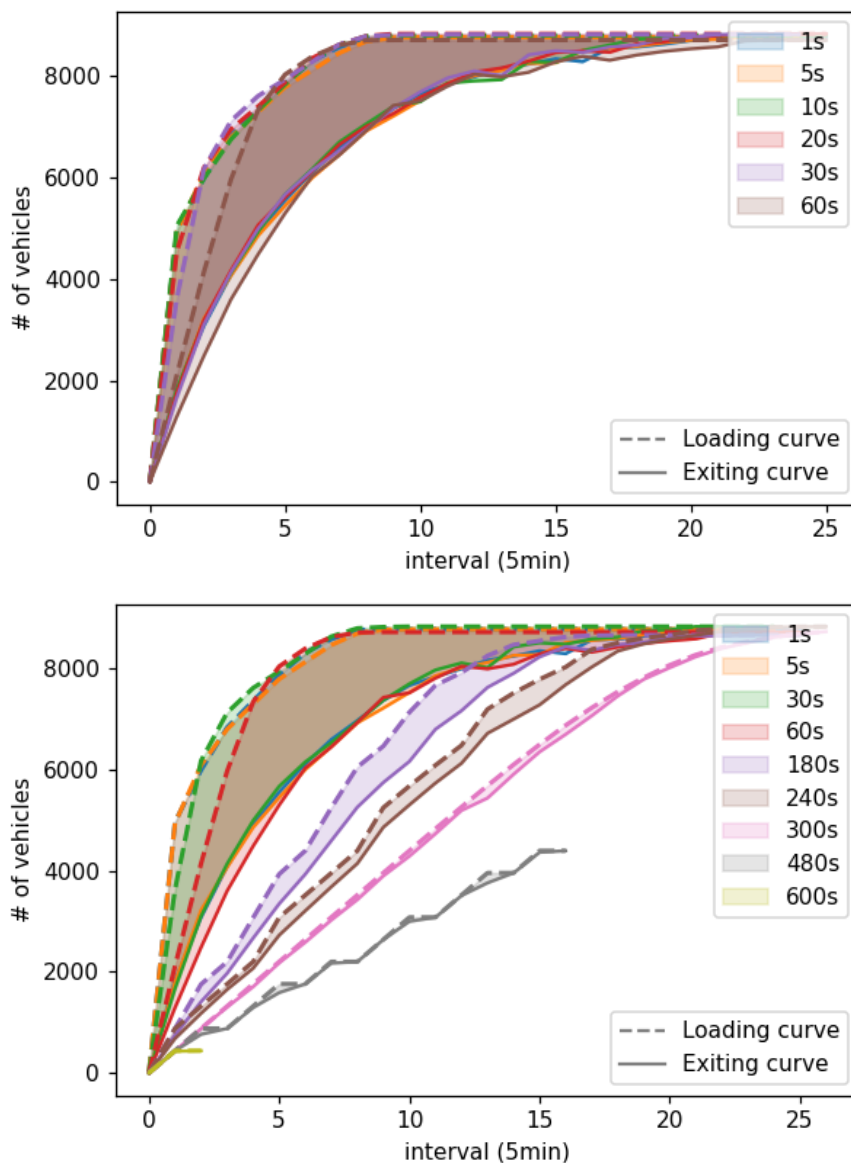 8000
6000
4000
2000
0
# of vehicles
1s
5s
10s
20s
30s
60s
Loading curve
Exiting curve
0 5 10 15 20 25
interval (5min)
8000
6000
4000
2000
0
# of vehicles
1s
5s
30s
60s
180s
240s
300s
480s
600s
Loading curve
Exiting curve
0 5 10 15 20 25
interval (5min)